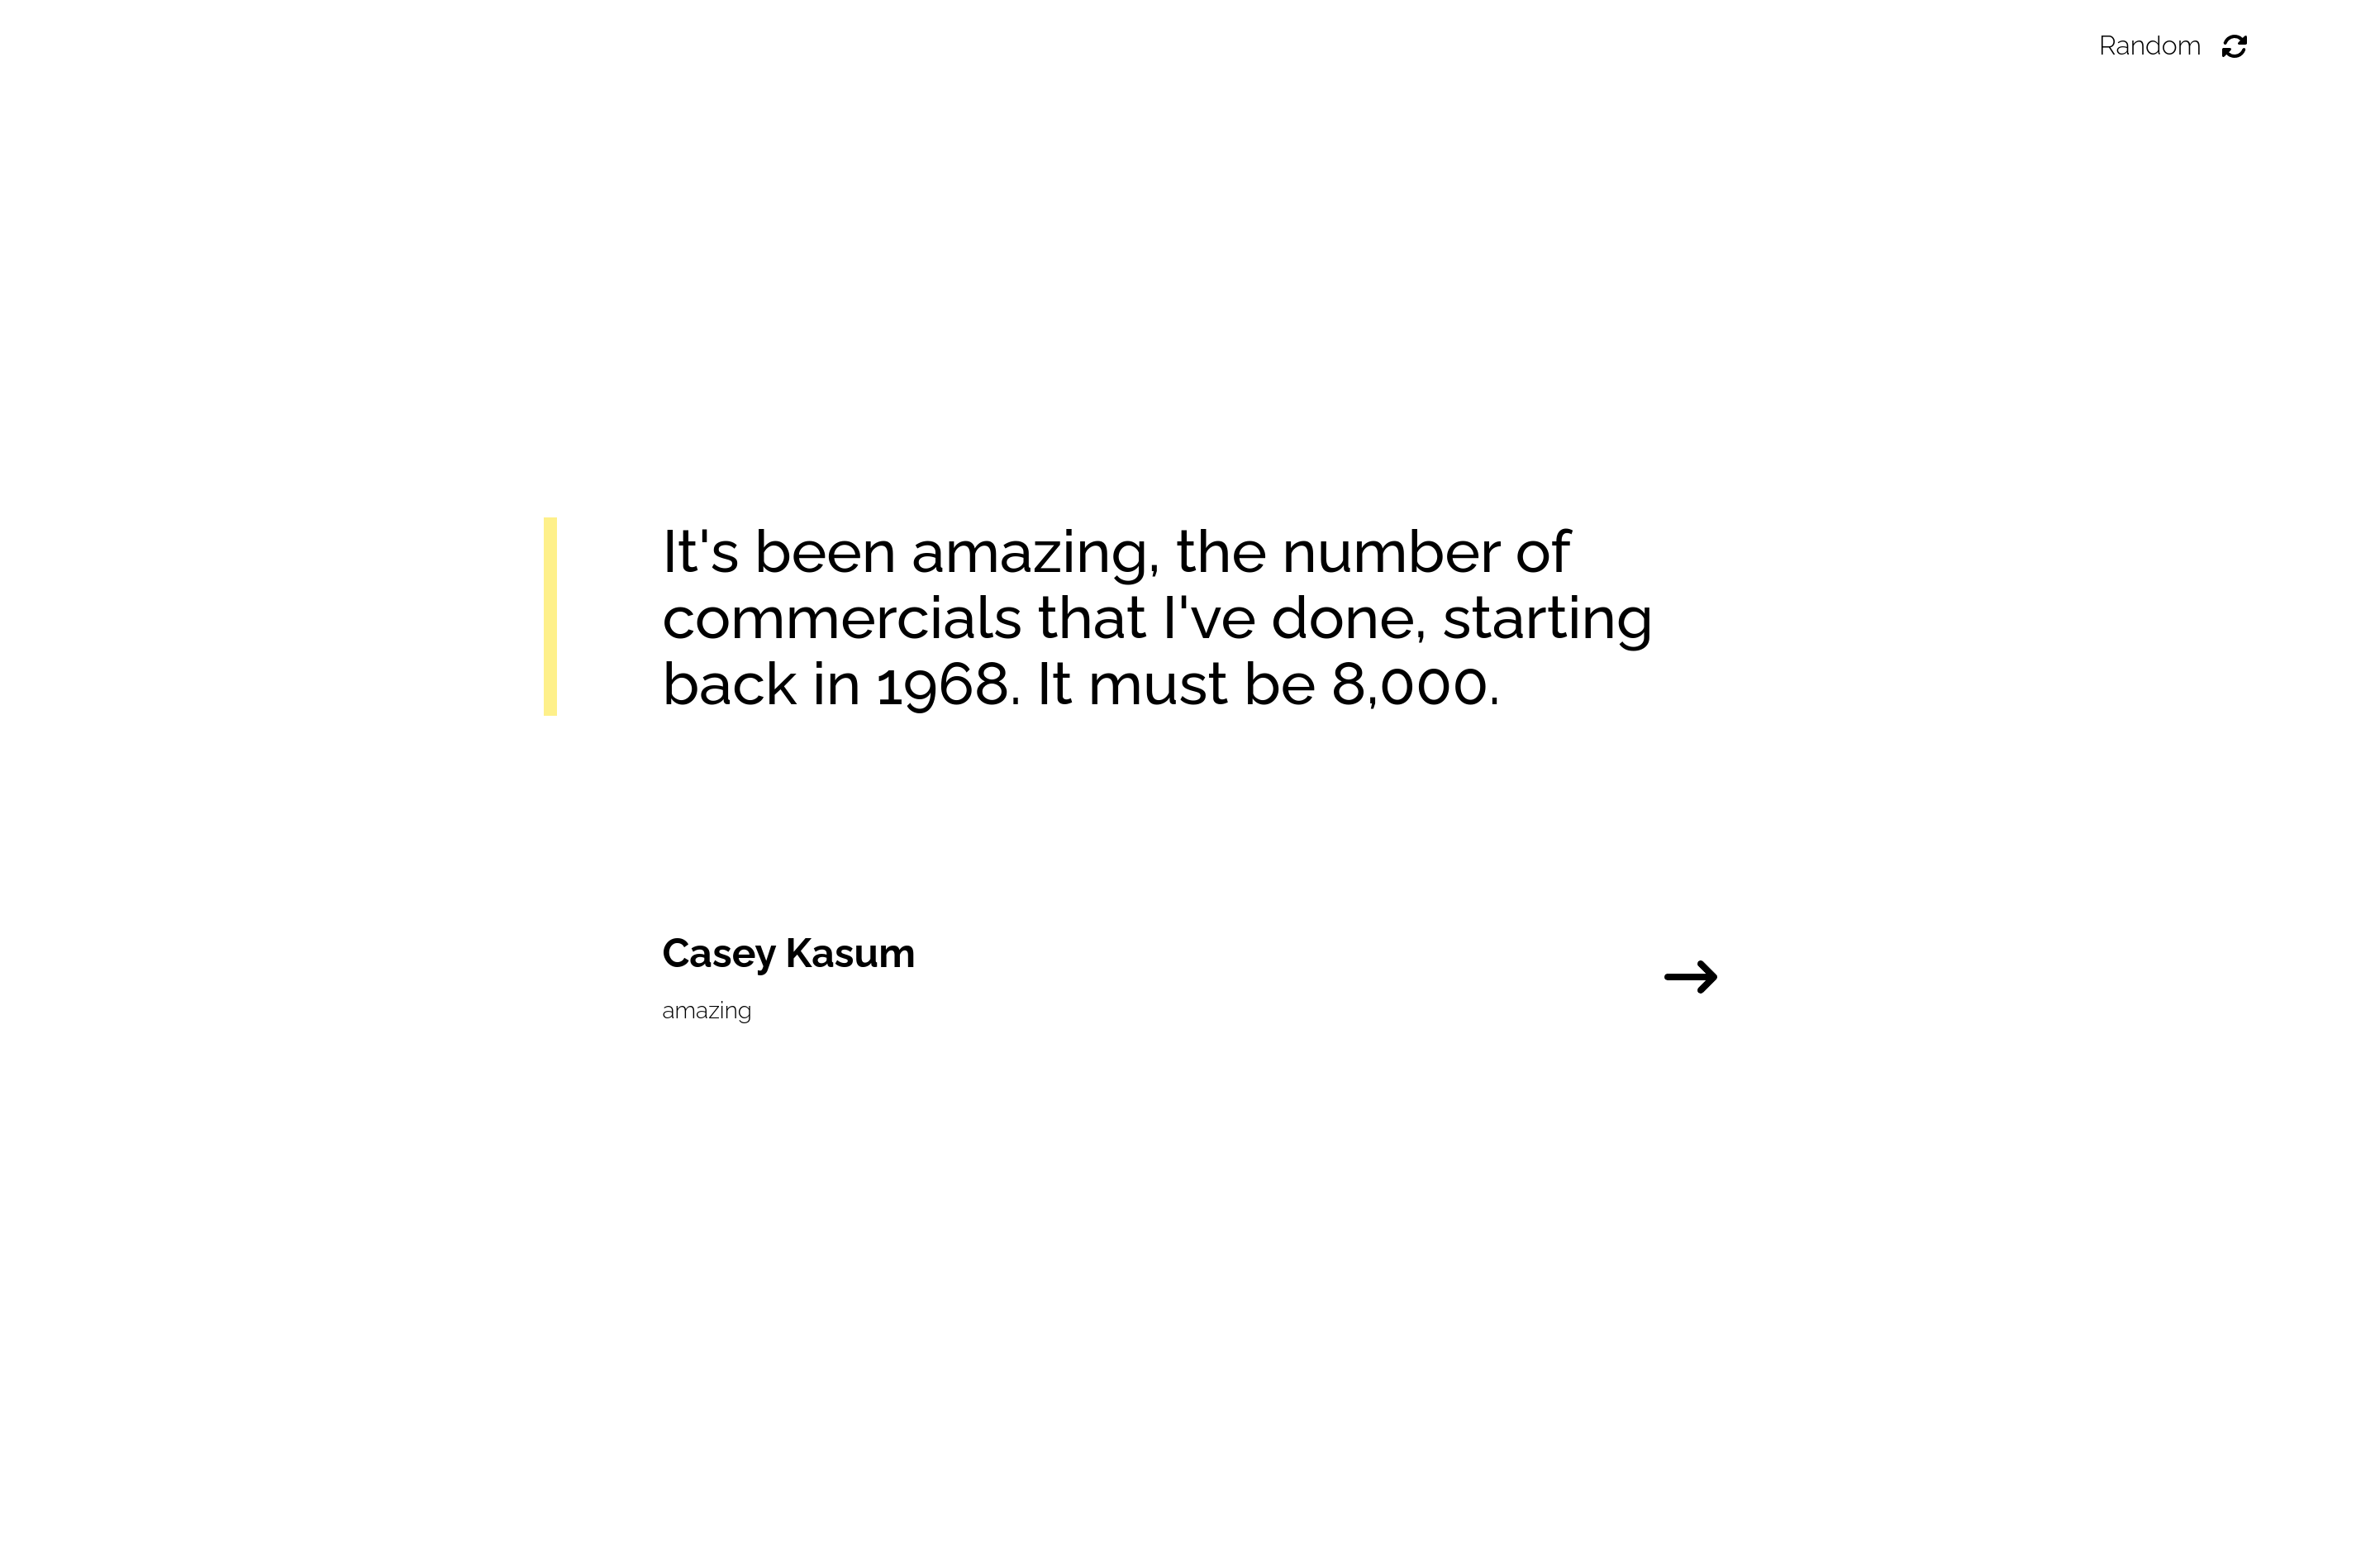 Random
It's been amazing, the number of
commercials that I've done, starting
back in 1968. It must be 8,000.
Casey Kasum
amazing